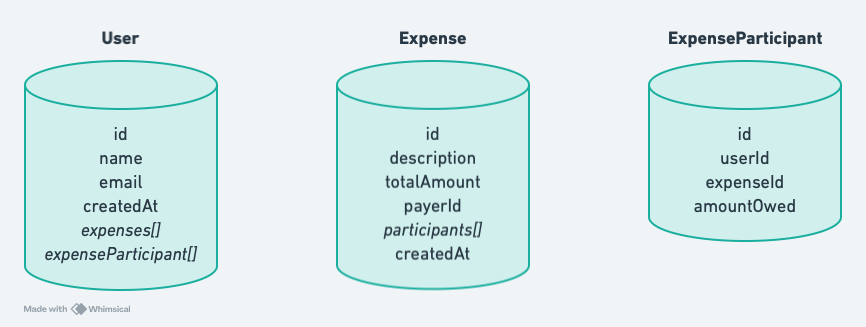 User
id
name
email
createdAt
expenses[]
expenseParticipant[]
Expense
id
description
totalAmount
payerId
participants[]
createdAt
ExpenseParticipant
id
userId
expenseId
amountOwed
Made with Whimsical